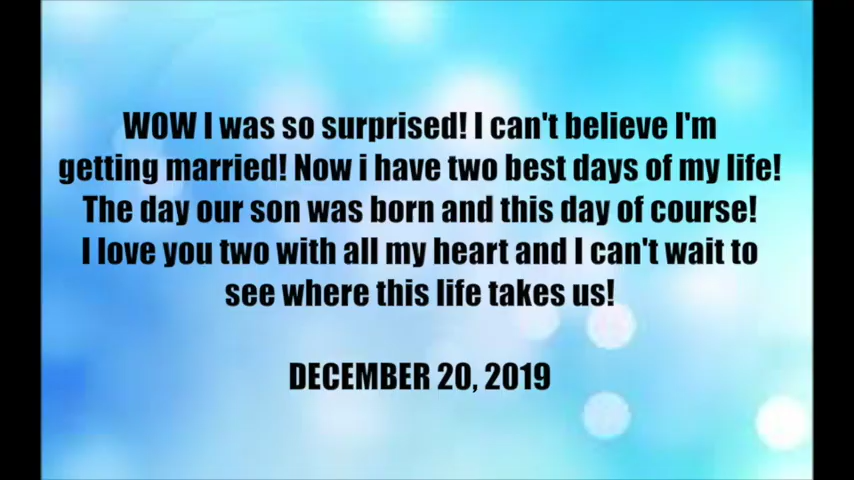 WOW I was so surprised! I can't believe I'm
getting married! Now i have two best days of my life!
The day our son was born and this day of course!
I love you two with all my heart and I can't wait to
see where this life takes us!
DECEMBER 20, 2019